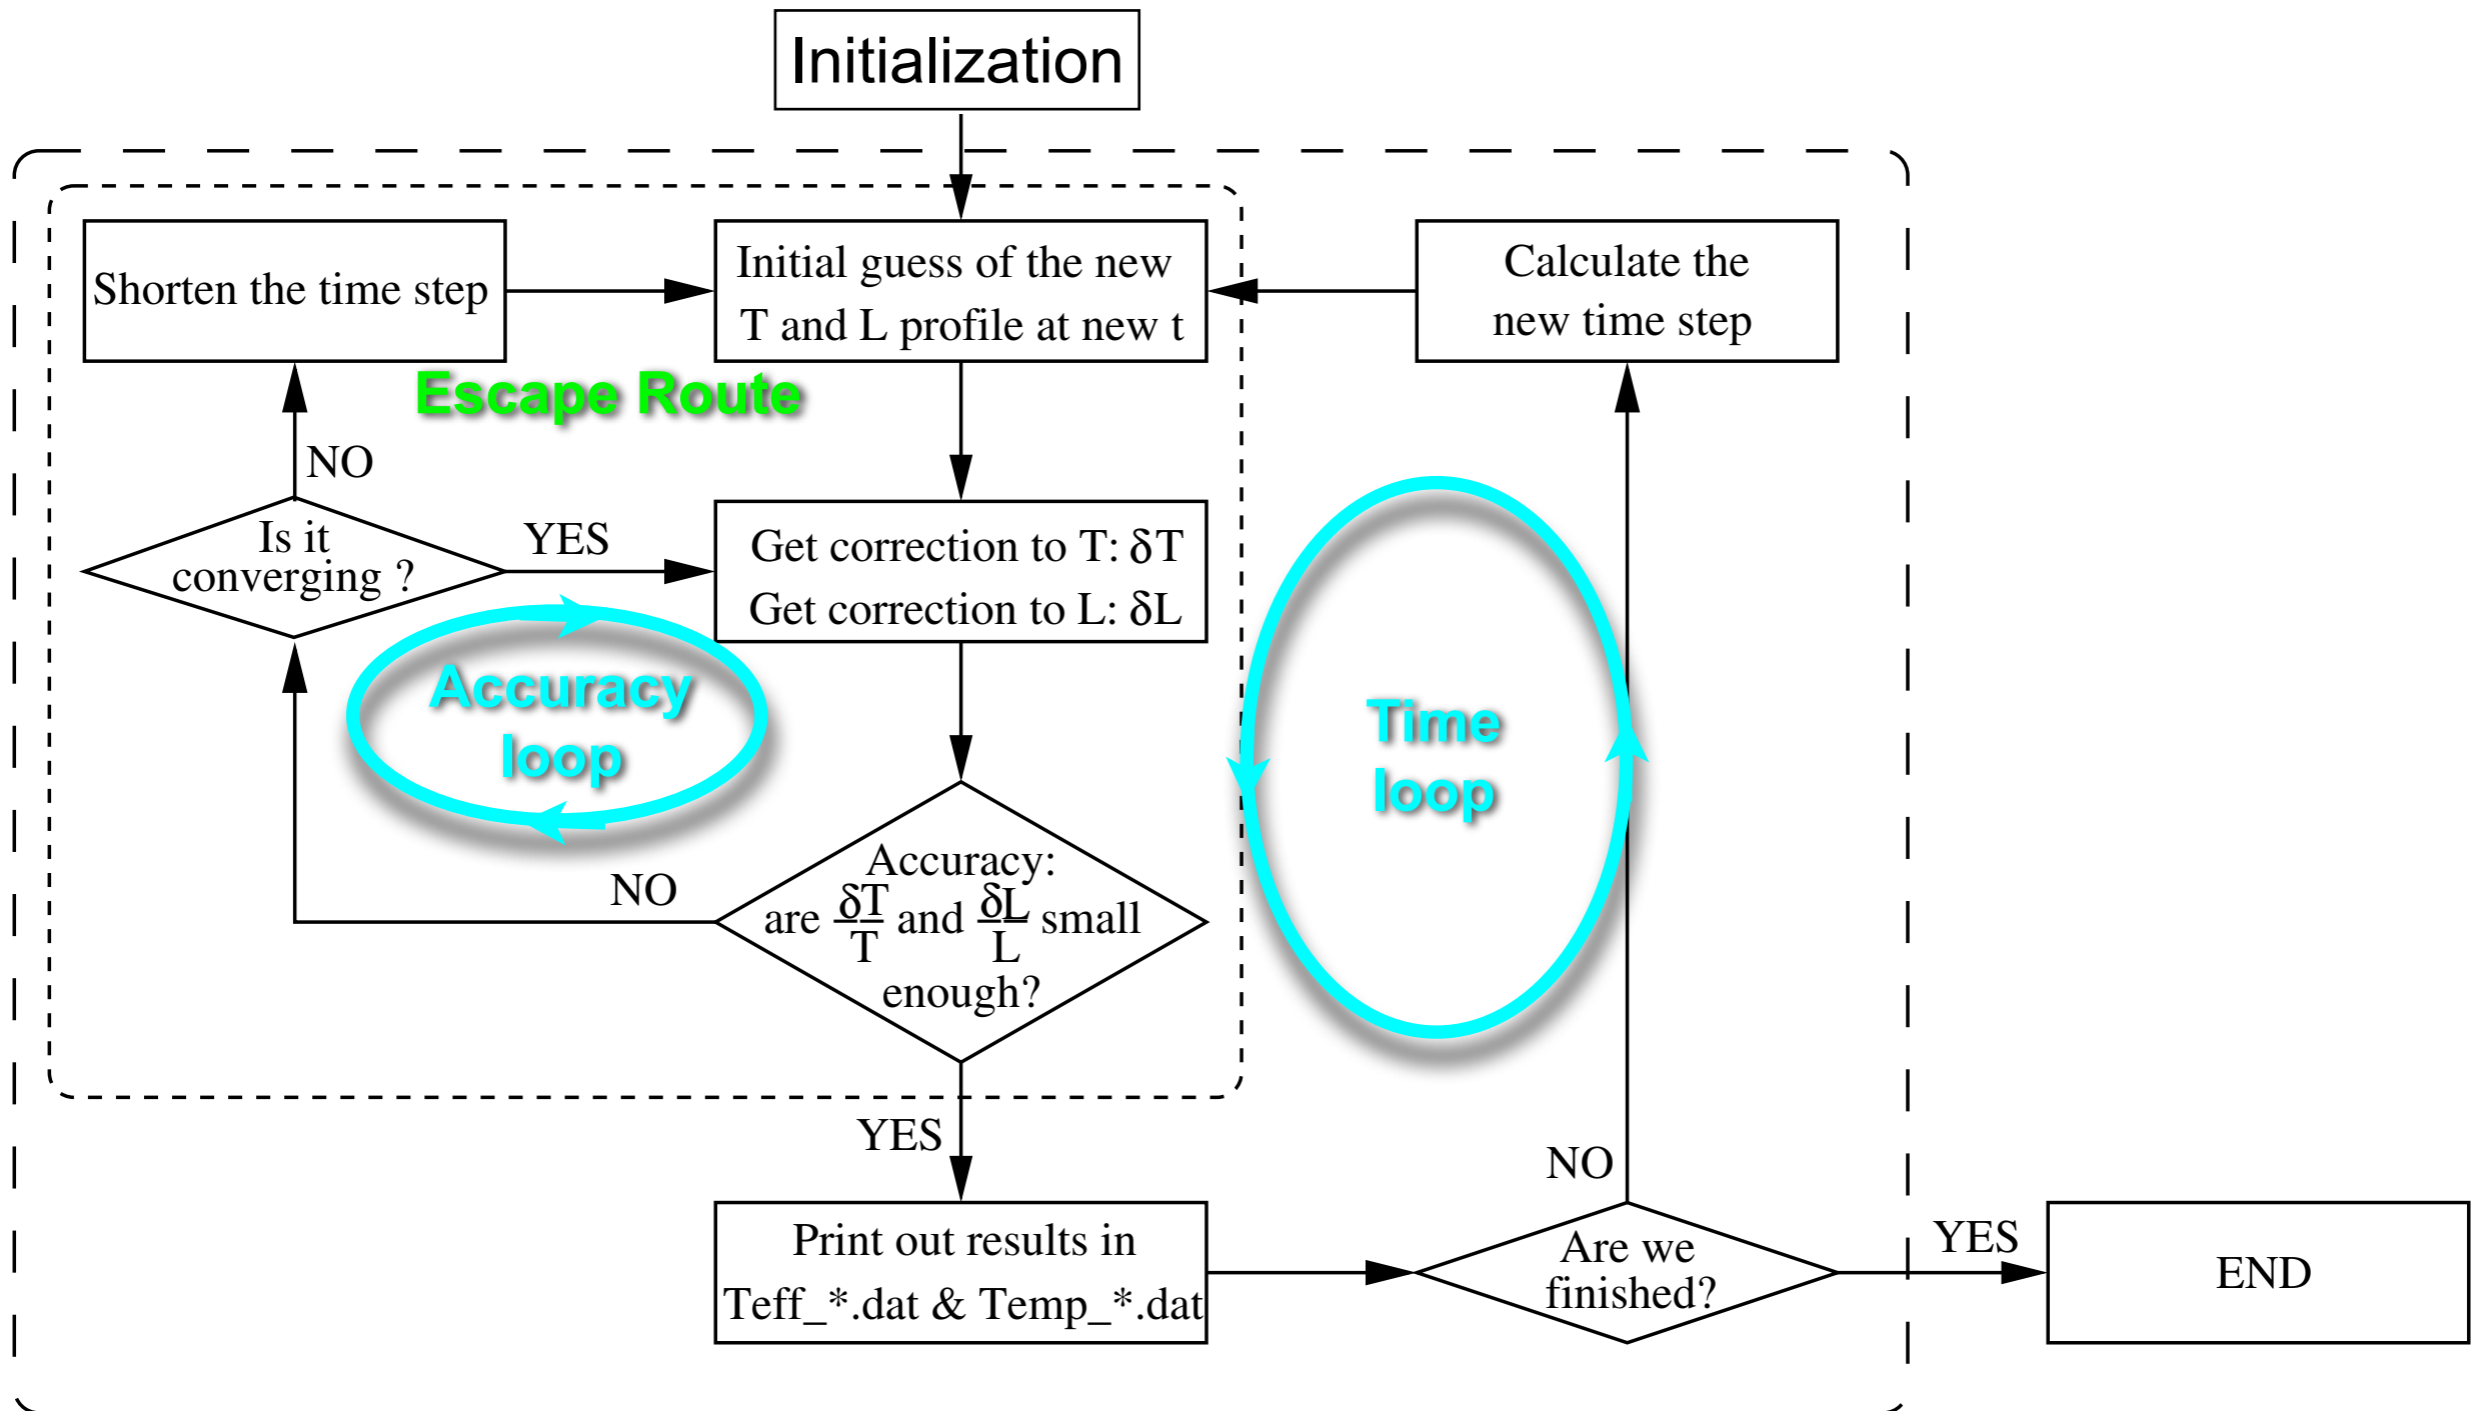 Initialization
Shorten the time step
Initial guess of the new
T and L profile at new t
Calculate the
new time step
Escape Route
NO
Is it
converging ?
YES
Get correction to T: δT
Get correction to L: δL
Accuracy
loop
Time
loop
Accuracy:
are δT/T and δL/L small
enough?
NO
YES
Print out results in
Teff_*.dat & Temp_*.dat
NO
Are we
finished?
YES
END